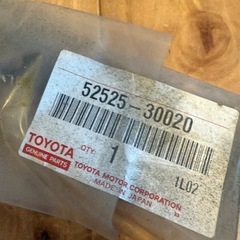 52525-30020
TOYOTA
GENUINE PARTS
QTY:
1
1L02
TOYOTA MOTOR CORPORATION
MADE IN JAPAN